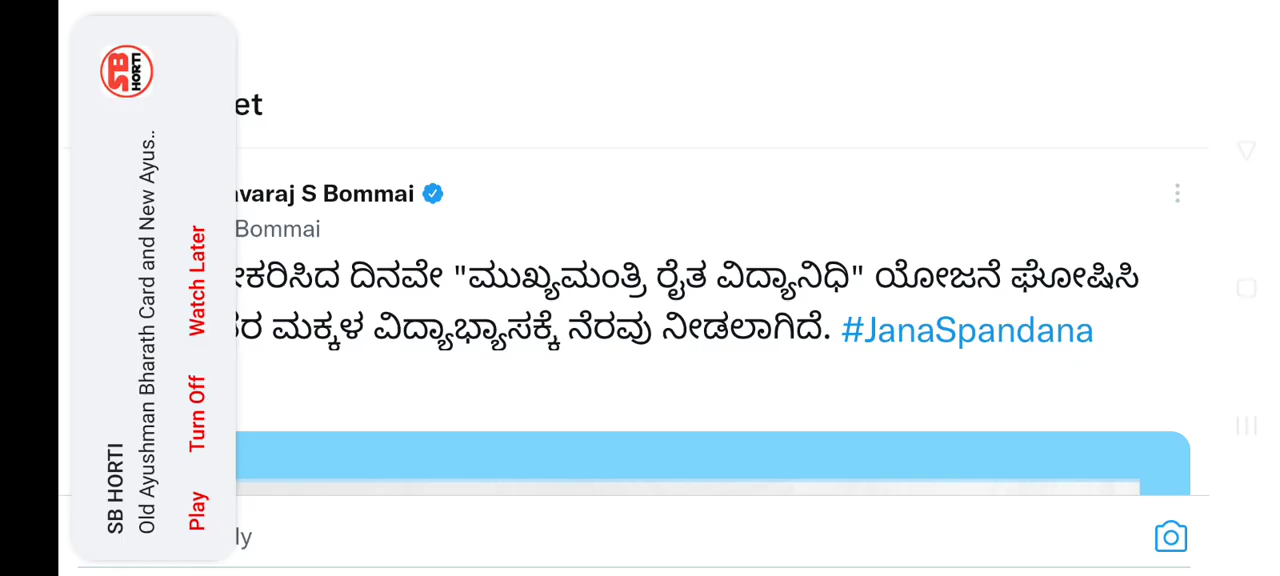 SB HORTI
SB HORTI
Old Ayushman Bharath Card and New Ayus..
Play Turn Off Watch Later
et
varaj S Bommai
Bommai
ೀಕರಿಸಿದ ದಿನವೇ "ಮುಖ್ಯಮಂತ್ರಿ ರೈತ ವಿದ್ಯಾನಿಧಿ" ಯೋಜನೆ ಘೋಷಿಸಿ
ರ ಮಕ್ಕಳ ವಿದ್ಯಾಭ್ಯಾಸಕ್ಕೆ ನೆರವು ನೀಡಲಾಗಿದೆ. #JanaSpandana
ly